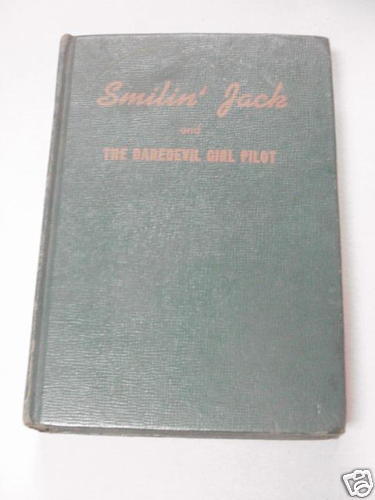 Smilin' Jack
and
THE DAREDEVIL GIRL PILOT